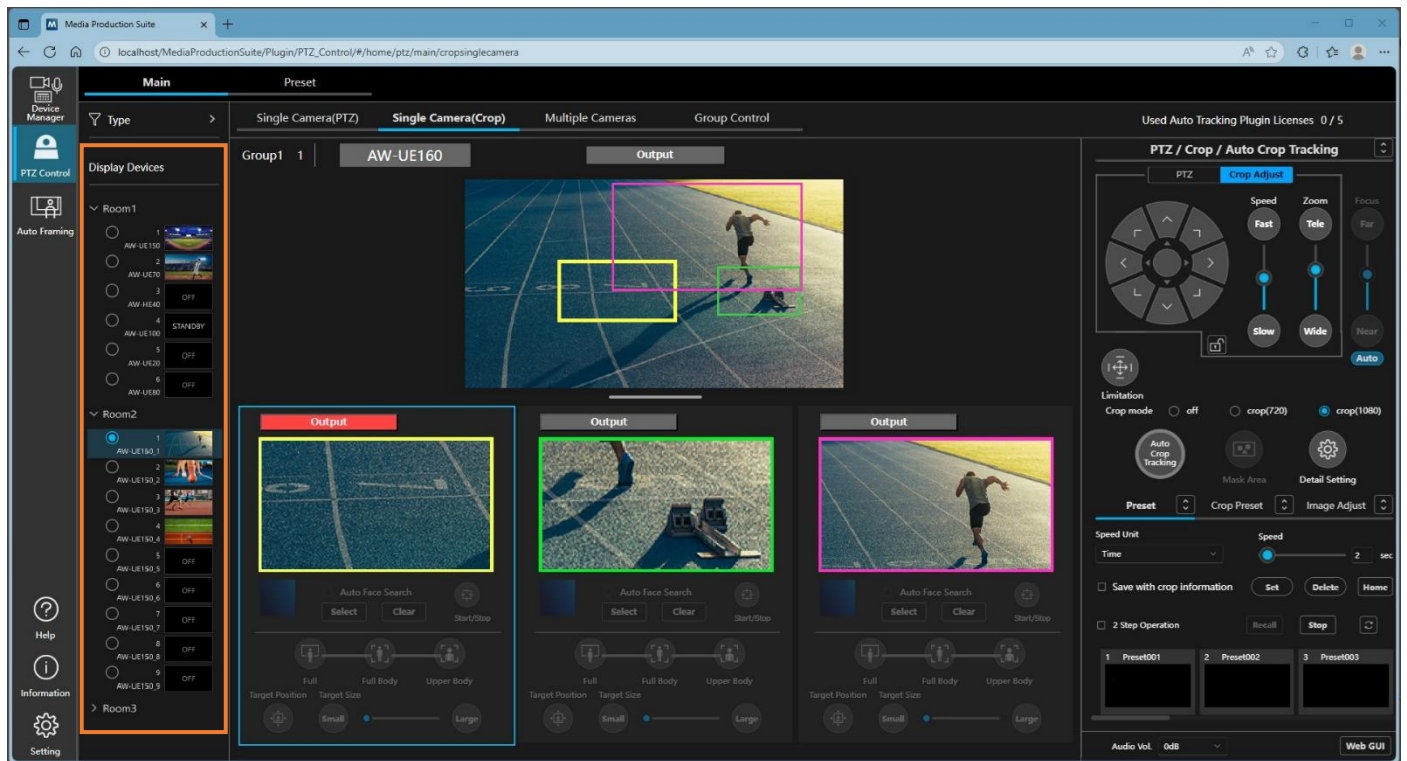 Media Production Suite
localhost/MediaProductionSuite/Plugin/PTZ_Control/#/home/ptz/main/cropsinglecamera
Device Manager
PTZ Control
Auto Framing
Help
Information
Setting
Main Preset
Type
Single Camera(PTZ) Single Camera(Crop) Multiple Cameras Group Control
Used Auto Tracking Plugin Licenses 0 / 5
Display Devices
Room1
1
AW-UE150
2
AW-UE70
3
AW-HE40
OFF
4
AW-UE100
STANDBY
5
AW-UE20
OFF
6
AW-UE80
OFF
Room2
1
AW-UE160_1
2
AW-UE150_2
3
AW-UE150_3
4
AW-UE150_4
5
AW-UE150_5
OFF
6
AW-UE150_6
OFF
7
AW-UE150_7
OFF
8
AW-UE150_8
OFF
9
AW-UE150_9
OFF
Room3
Group1 1
AW-UE160
Output
Output
Auto Face Search
Select Clear
Start/Stop
Full Full Body Upper Body
Target Position Target Size
Small Large
Output
Auto Face Search
Select Clear
Start/Stop
Full Full Body Upper Body
Target Position Target Size
Small Large
Output
Auto Face Search
Select Clear
Start/Stop
Full Full Body Upper Body
Target Position Target Size
Small Large
PTZ / Crop / Auto Crop Tracking
PTZ Crop Adjust
Speed Zoom Focus
Fast Tele Far
Slow Wide Near
Auto
Limitation
Crop mode off crop(720) crop(1080)
Auto Crop Tracking
Mask Area
Detail Setting
Preset Crop Preset Image Adjust
Speed Unit Speed
Time 2 sec
Save with crop information Set Delete Home
2 Step Operation Recall Stop
1 Preset001 2 Preset002 3 Preset003
Audio Vol. 0dB Web GUI